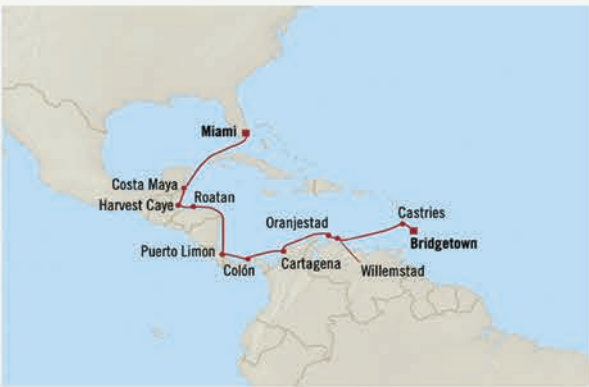 Miami
Costa Maya
Harvest Caye
Roatan
Castries
Oranjestad
Bridgetown
Puerto Limon
Colón
Cartagena
Willemstad